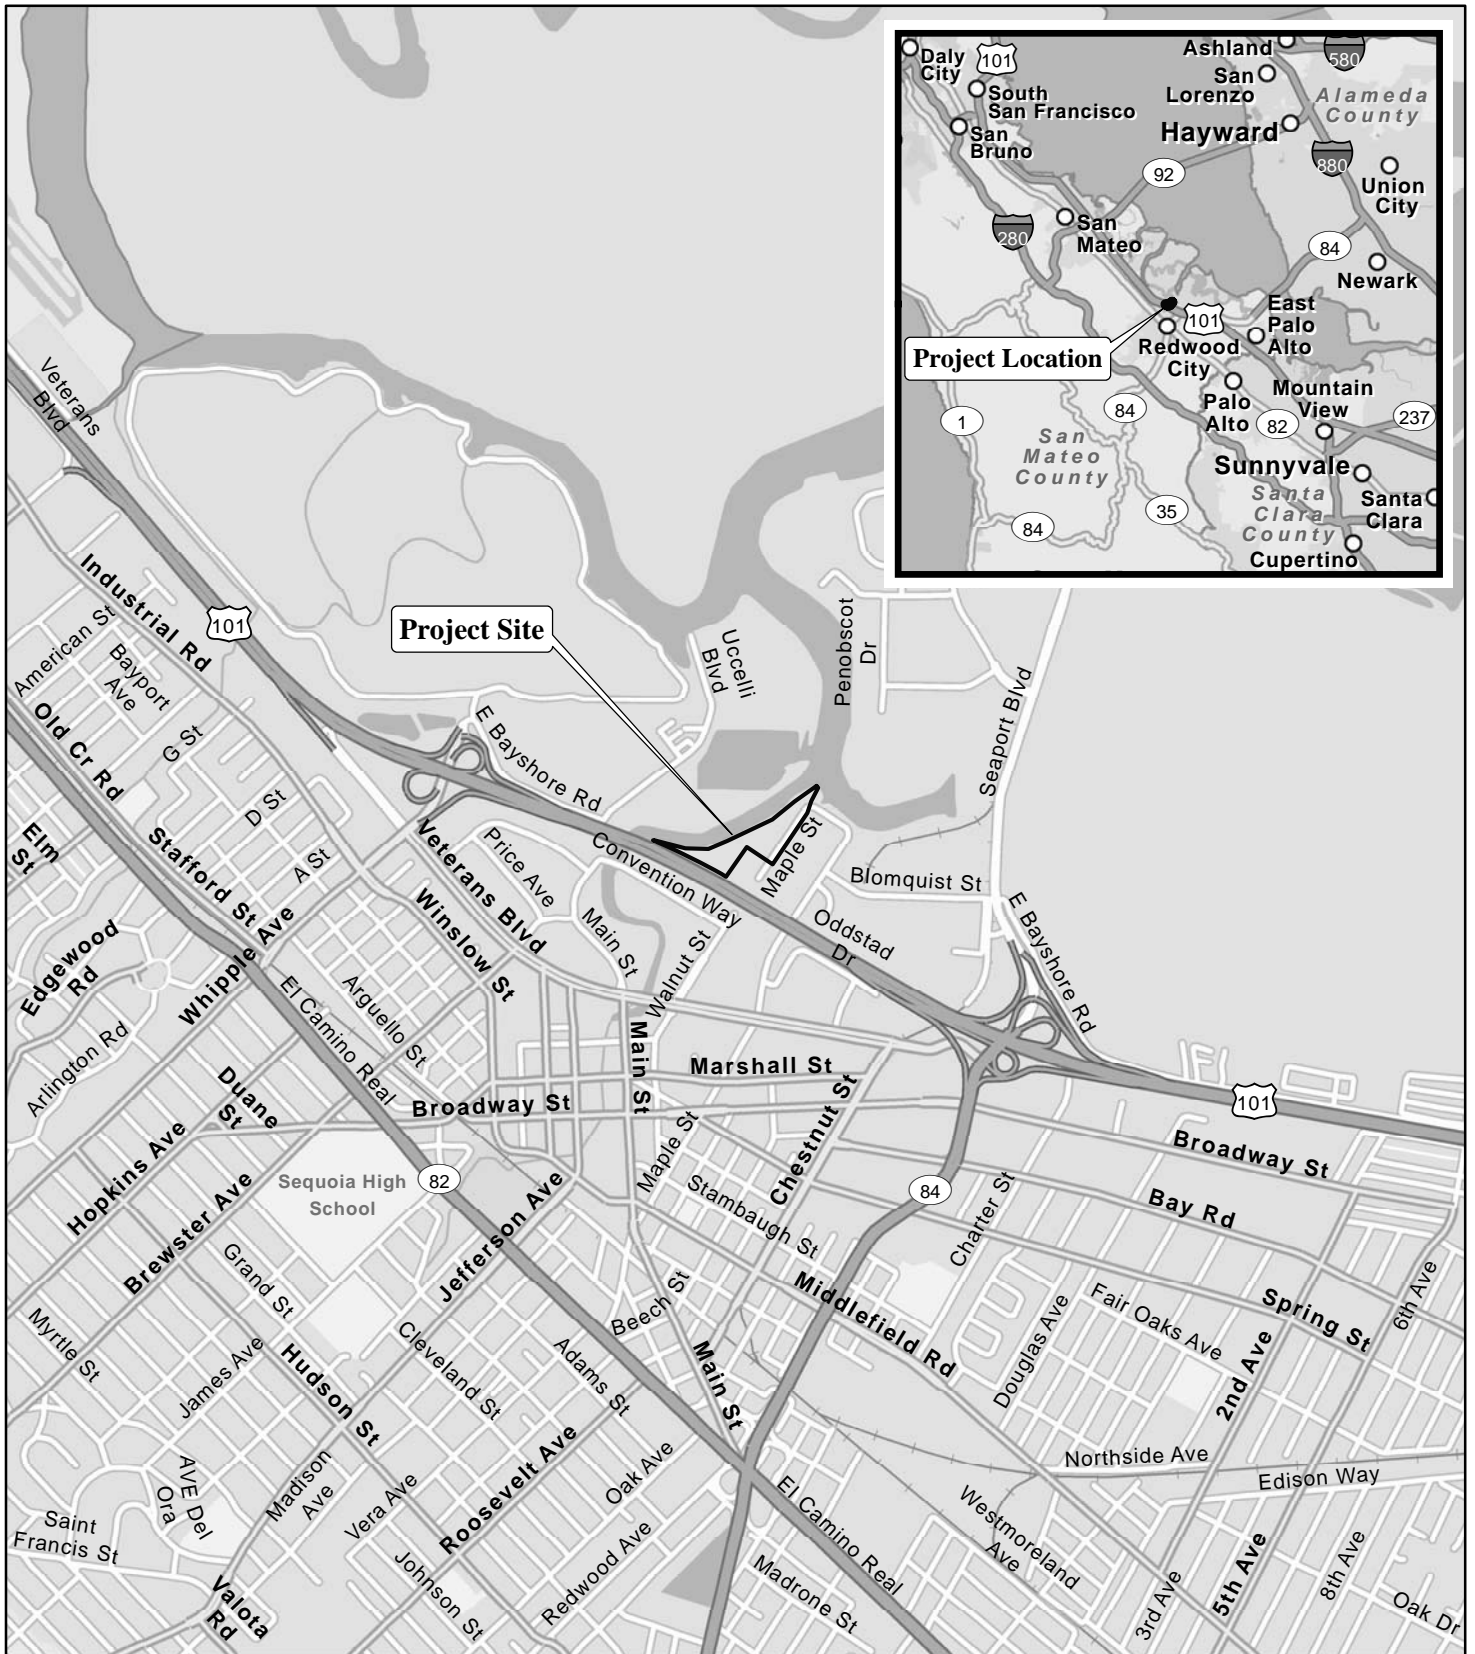 Daly
City
101
South
San Francisco
San
Bruno
Ashland
580
San
Lorenzo
Alameda
County
Hayward
880
92
Union
City
San
Mateo
280
84
Newark
101
East
Palo
Alto
Redwood
City
Project Location
Mountain
View
Palo
Alto
82
237
84
1
San
Mateo
County
Sunnyvale
Santa
Clara
County
Santa
Clara
35
84
Cupertino
Veterans
Blvd
Industrial Rd
101
American St
Bayport
Ave
Project Site
Uccelli
Blvd
Penobscot
Dr
Seaport Blvd
Old Cr Rd
G St
E Bayshore Rd
D St
Elm
St
Stafford St
A St
Veterans Blvd
Price Ave
Convention Way
Maple St
Blomquist St
Winslow St
Main St
Walnut St
Oddstad
Dr
E Bayshore Rd
Edgewood
Rd
Whipple Ave
Arguello St
El Camino Real
Arlington Rd
Main St
Marshall St
Duane
St
Broadway St
Chestnut St
101
Broadway St
Maple St
Hopkins Ave
Sequoia High
School
82
Stambaugh St
84
Charter St
Bay Rd
Brewster Ave
Jefferson Ave
Grand St
Middlefield Rd
Beech St
Douglas Ave
Fair Oaks Ave
Spring St
6th Ave
Myrtle St
James Ave
Hudson St
Cleveland St
Adams St
Main St
2nd Ave
Roosevelt Ave
Oak Ave
Northside Ave
Edison Way
AVE Del
Ora
Madison
Ave
Vera Ave
El Camino Real
Westmoreland
Ave
Saint
Francis St
Johnson St
Redwood Ave
Madrone St
3rd Ave
5th Ave
8th Ave
Oak Dr
Valota
Rd